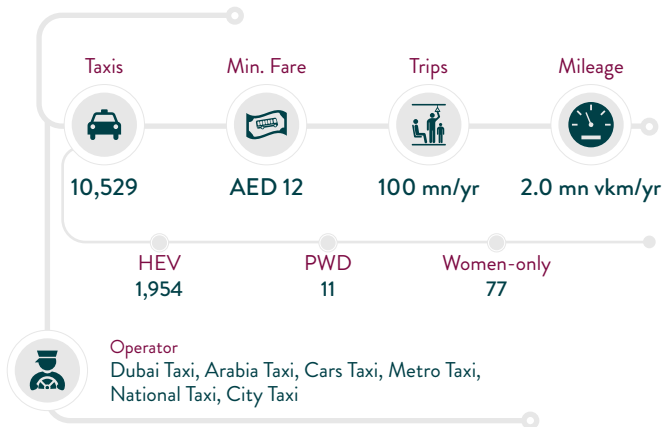 Taxis
Min. Fare
Trips
Mileage
10,529
AED 12
100 mn/yr
2.0 mn vkm/yr
HEV
PWD
Women-only
1,954
11
77
Operator
Dubai Taxi, Arabia Taxi, Cars Taxi, Metro Taxi,
National Taxi, City Taxi